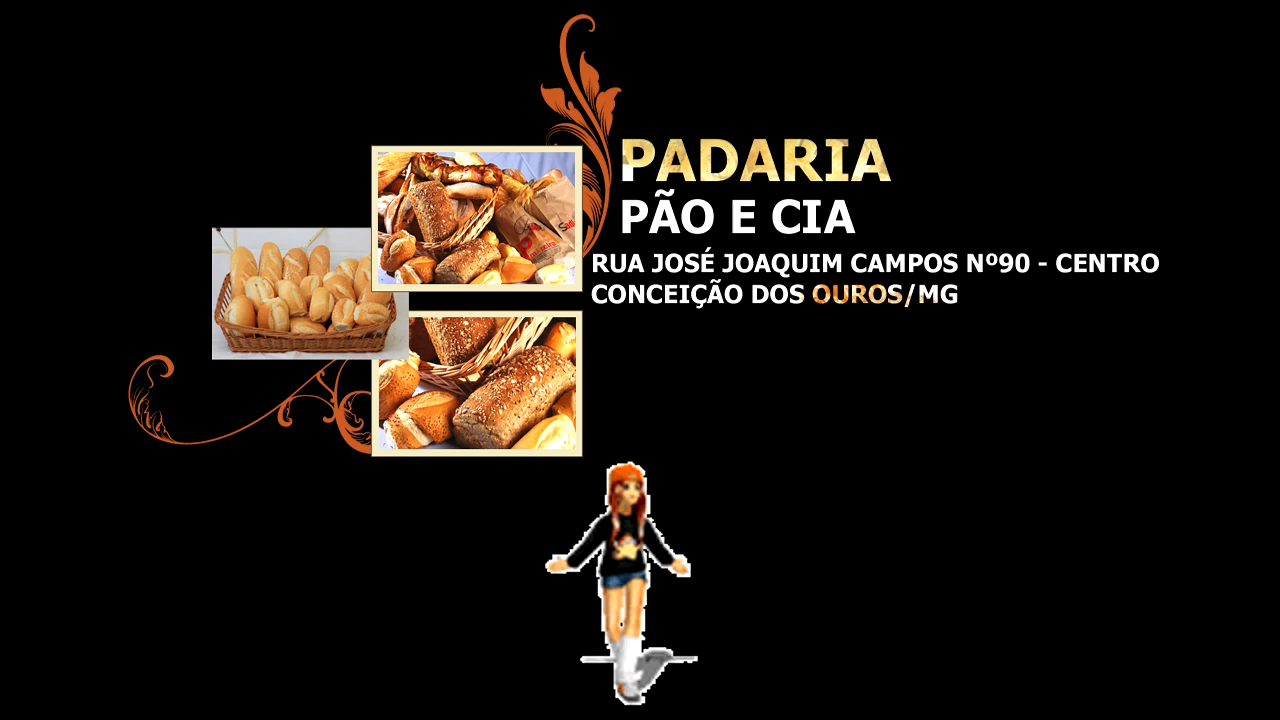 PADARIA
PÃO E CIA
RUA JOSÉ JOAQUIM CAMPOS Nº90 - CENTRO
CONCEIÇÃO DOS OUROS/MG